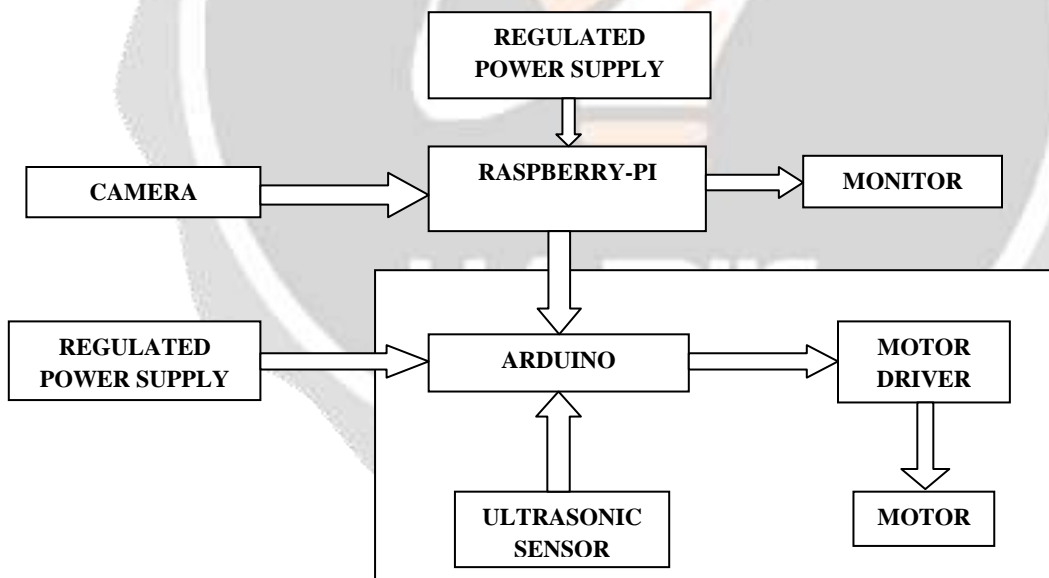 REGULATED
POWER SUPPLY
CAMERA
RASPBERRY-PI
MONITOR
REGULATED
POWER SUPPLY
ARDUINO
MOTOR
DRIVER
ULTRASONIC
SENSOR
MOTOR